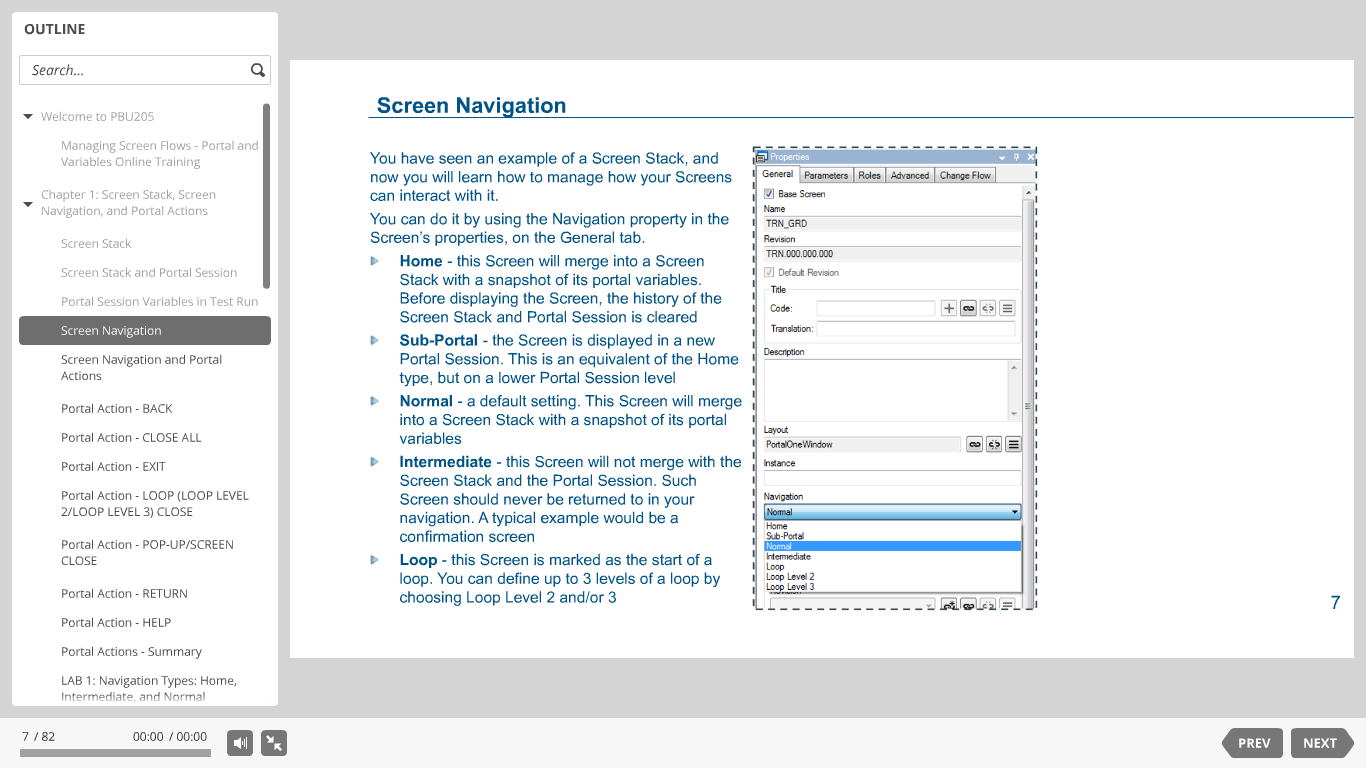 OUTLINE
Search...
Welcome to PBU205
Managing Screen Flows - Portal and
Variables Online Training
Chapter 1: Screen Stack, Screen
Navigation, and Portal Actions
Screen Stack
Screen Stack and Portal Session
Portal Session Variables in Test Run
Screen Navigation
Screen Navigation and Portal
Actions
Portal Action - BACK
Portal Action - CLOSE ALL
Portal Action - EXIT
Portal Action - LOOP (LOOP LEVEL
2/LOOP LEVEL 3) CLOSE
Portal Action - POP-UP/SCREEN
CLOSE
Portal Action - RETURN
Portal Action - HELP
Portal Actions - Summary
LAB 1: Navigation Types: Home,
Intermediate, and Normal
Screen Navigation
You have seen an example of a Screen Stack, and
now you will learn how to manage how your Screens
can interact with it.
You can do it by using the Navigation property in the
Screen's properties, on the General tab.
Home - this Screen will merge into a Screen
Stack with a snapshot of its portal variables.
Before displaying the Screen, the history of the
Screen Stack and Portal Session is cleared
Sub-Portal - the Screen is displayed in a new
Portal Session. This is an equivalent of the Home
type, but on a lower Portal Session level
Normal - a default setting. This Screen will merge
into a Screen Stack with a snapshot of its portal
variables
Intermediate - this Screen will not merge with the
Screen Stack and the Portal Session. Such
Screen should never be returned to in your
navigation. A typical example would be a
confirmation screen
Loop - this Screen is marked as the start of a
loop. You can define up to 3 levels of a loop by
choosing Loop Level 2 and/or 3
Properties
General Parameters Roles Advanced Change Flow
Base Screen
Name
TRN_GRD
Revision
TRN.000.000.000
Default Revision
Title
Code:
Translation:
Description
Layout
PortalOneWindow
Instance
Navigation
Normal
Home
Sub-Portal
Normal
Intermediate
Loop
Loop Level 2
Loop Level 3
7
7 / 82
00:00 / 00:00
PREV
NEXT